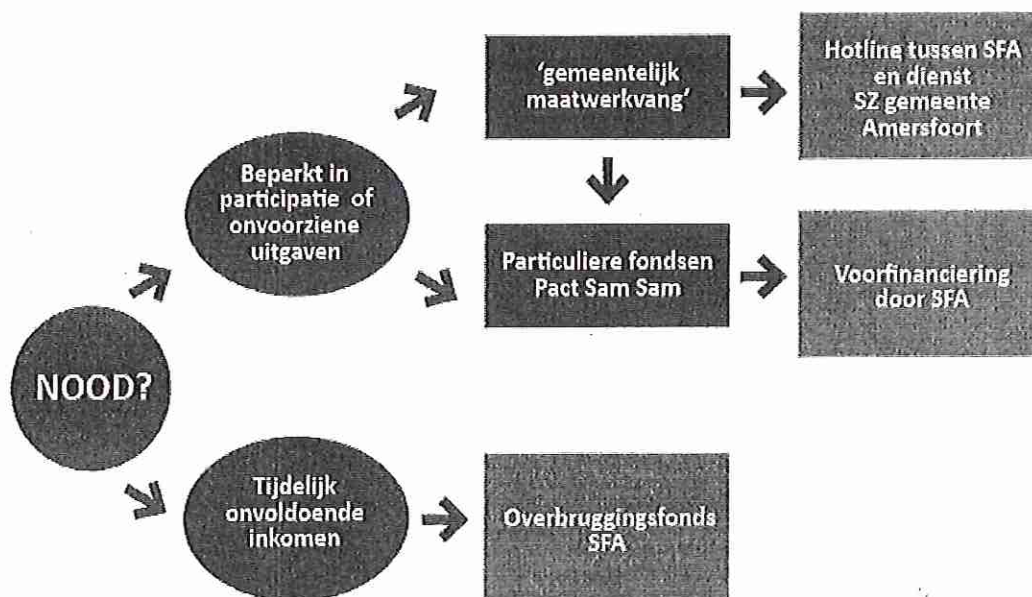 NOOD?
Beperkt in
participatie of
onvoorziene
uitgaven
'gemeentelijk
maatwerkvang'
Hotline tussen SFA
en dienst
SZ gemeente
Amersfoort
Particuliere fondsen
Pact Sam Sam
Voorfinanciering
door SFA
Tijdelijk
onvoldoende
inkomen
Overbruggingsfonds
SFA